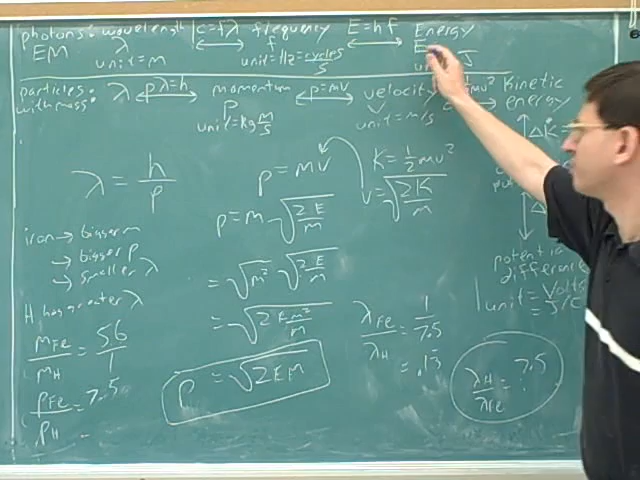 photons: wavelength c=fλ frequency E=hf Energy
EM λ f E
unit=m unit=Hz=cycles/s J
particles with mass: λ pλ=h momentum p=mv velocity ½mv² Kinetic energy
p v
unit=kg m/s unit=m/s
ΔK=
λ = h/p
p = mv
K=½mv²
=√(2K/m)
p = m√(2E/m)
=√m² √(2E/m)
=√(2Em²/m)
p =√2EM
iron → bigger m
→ bigger p
→ smaller λ
H has greater λ
mFe/mH = 56/1
pFe/pH = 7.5
λFe/λH = 1/7.5
= .13
λH/λFe = 7.5
Δ
potential
difference
unit = Volts
= J/C